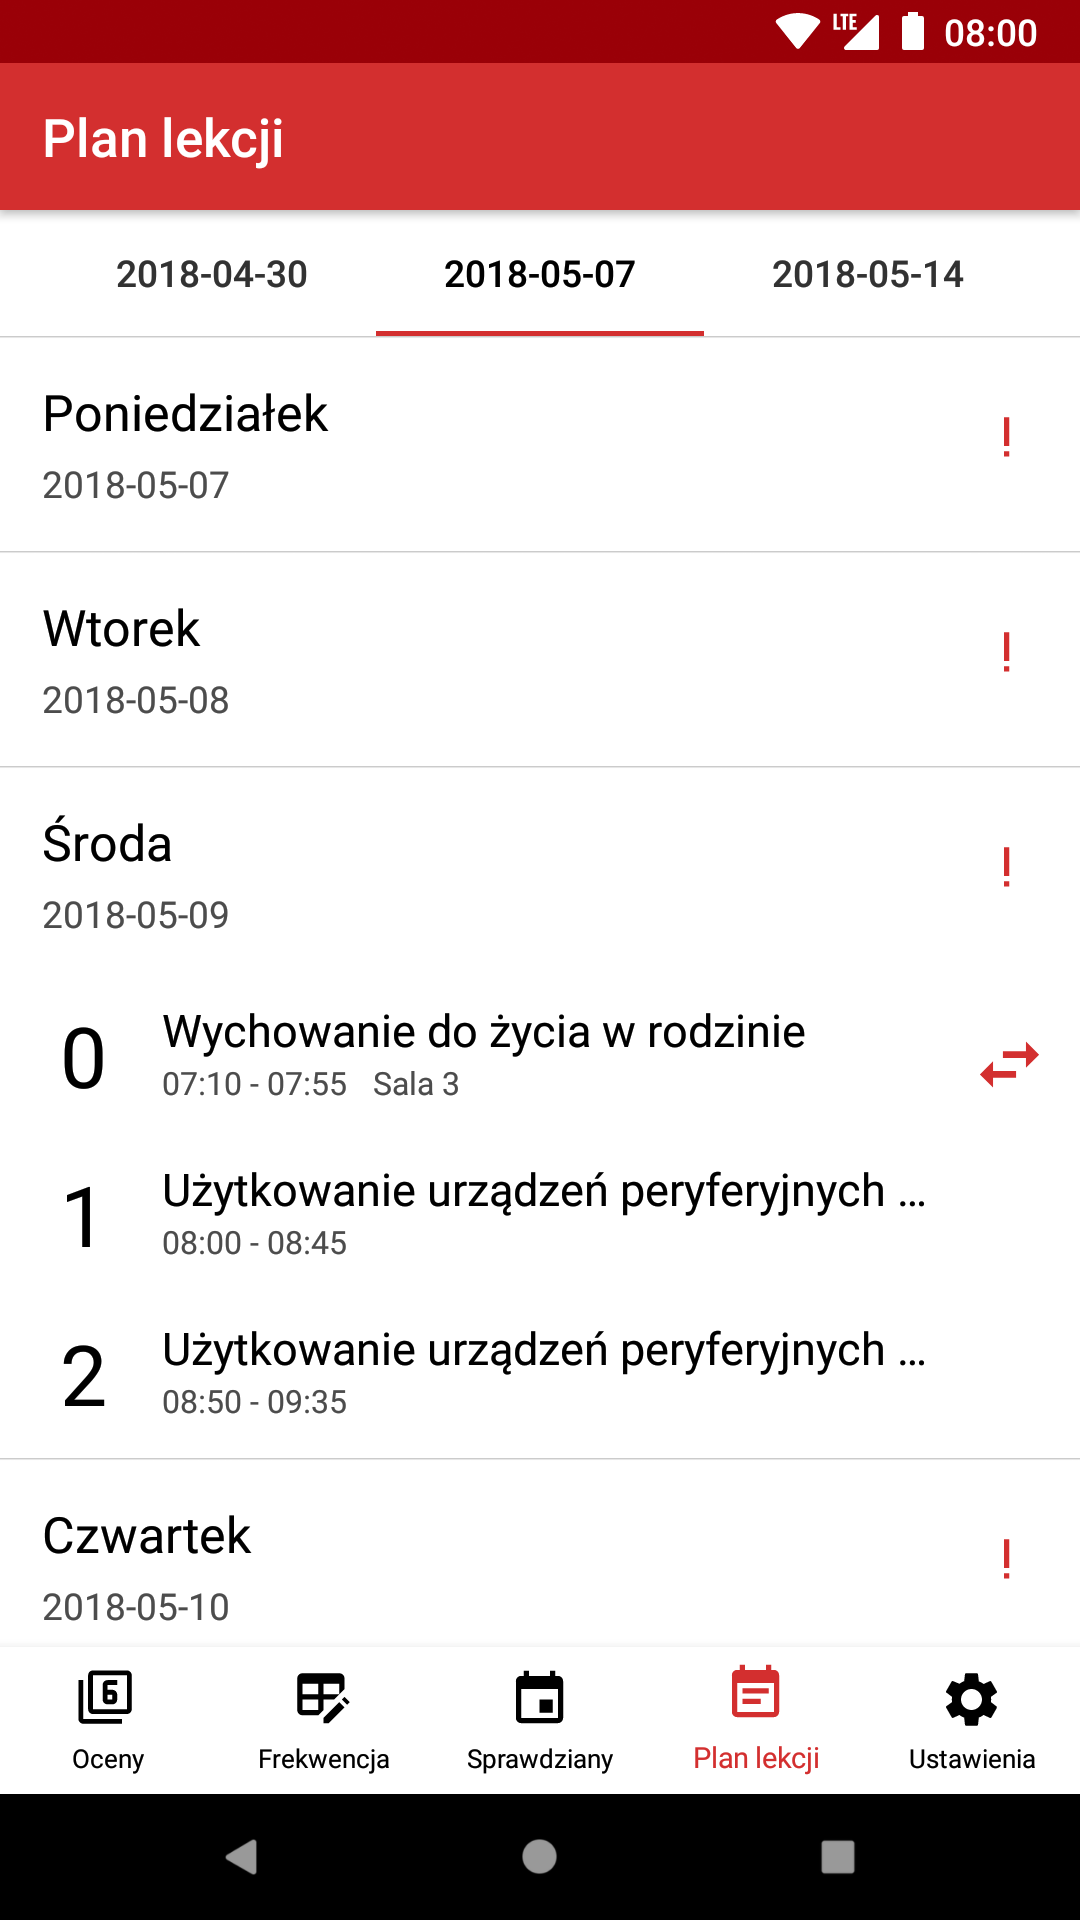 LTE 08:00
Plan lekcji
2018-04-30 2018-05-07 2018-05-14
Poniedziałek
!
2018-05-07
Wtorek
!
2018-05-08
Środa
!
2018-05-09
0 Wychowanie do życia w rodzinie
07:10 - 07:55 Sala 3
1 Użytkowanie urządzeń peryferyjnych ...
08:00 - 08:45
2 Użytkowanie urządzeń peryferyjnych ...
08:50 - 09:35
Czwartek
!
2018-05-10
6
Oceny Frekwencja Sprawdziany Plan lekcji Ustawienia